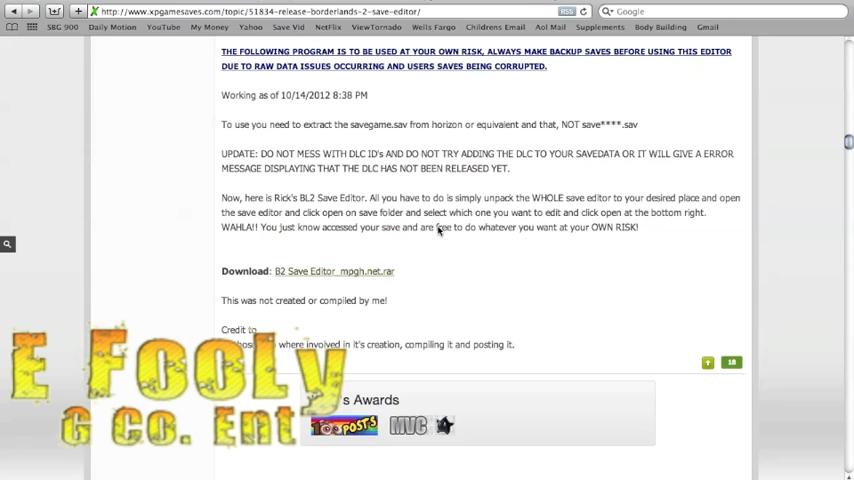 http://www.xpgamesaves.com/topic/51834-release-borderlands-2-save-editor/
RSS
Google
SBG 900 Daily Motion YouTube My Money Yahoo Save Vid NetFlix ViewTornado Wells Fargo Childrens Email Aol Mail Supplements Body Building Gmail
THE FOLLOWING PROGRAM IS TO BE USED AT YOUR OWN RISK, ALWAYS MAKE BACKUP SAVES BEFORE USING THIS EDITOR
DUE TO RAW DATA ISSUES OCCURRING AND USERS SAVES BEING CORRUPTED.
Working as of 10/14/2012 8:38 PM
To use you need to extract the savegame.sav from horizon or equivalent and that, NOT save****.sav
UPDATE: DO NOT MESS WITH DLC ID's AND DO NOT TRY ADDING THE DLC TO YOUR SAVEDATA OR IT WILL GIVE A ERROR
MESSAGE DISPLAYING THAT THE DLC HAS NOT BEEN RELEASED YET.
Now, here is Rick's BL2 Save Editor. All you have to do is simply unpack the WHOLE save editor to your desired place and open
the save editor and click open on save folder and select which one you want to edit and click open at the bottom right.
WAHLA!! You just know accessed your save and are free to do whatever you want at your OWN RISK!
Download: B2 Save Editor_mpgh.net.rar
This was not created or compiled by me!
Credit to
where involved in it's creation, compiling it and posting it.
18
E FooLy
G Co. Ent
's Awards
POSTS MVC